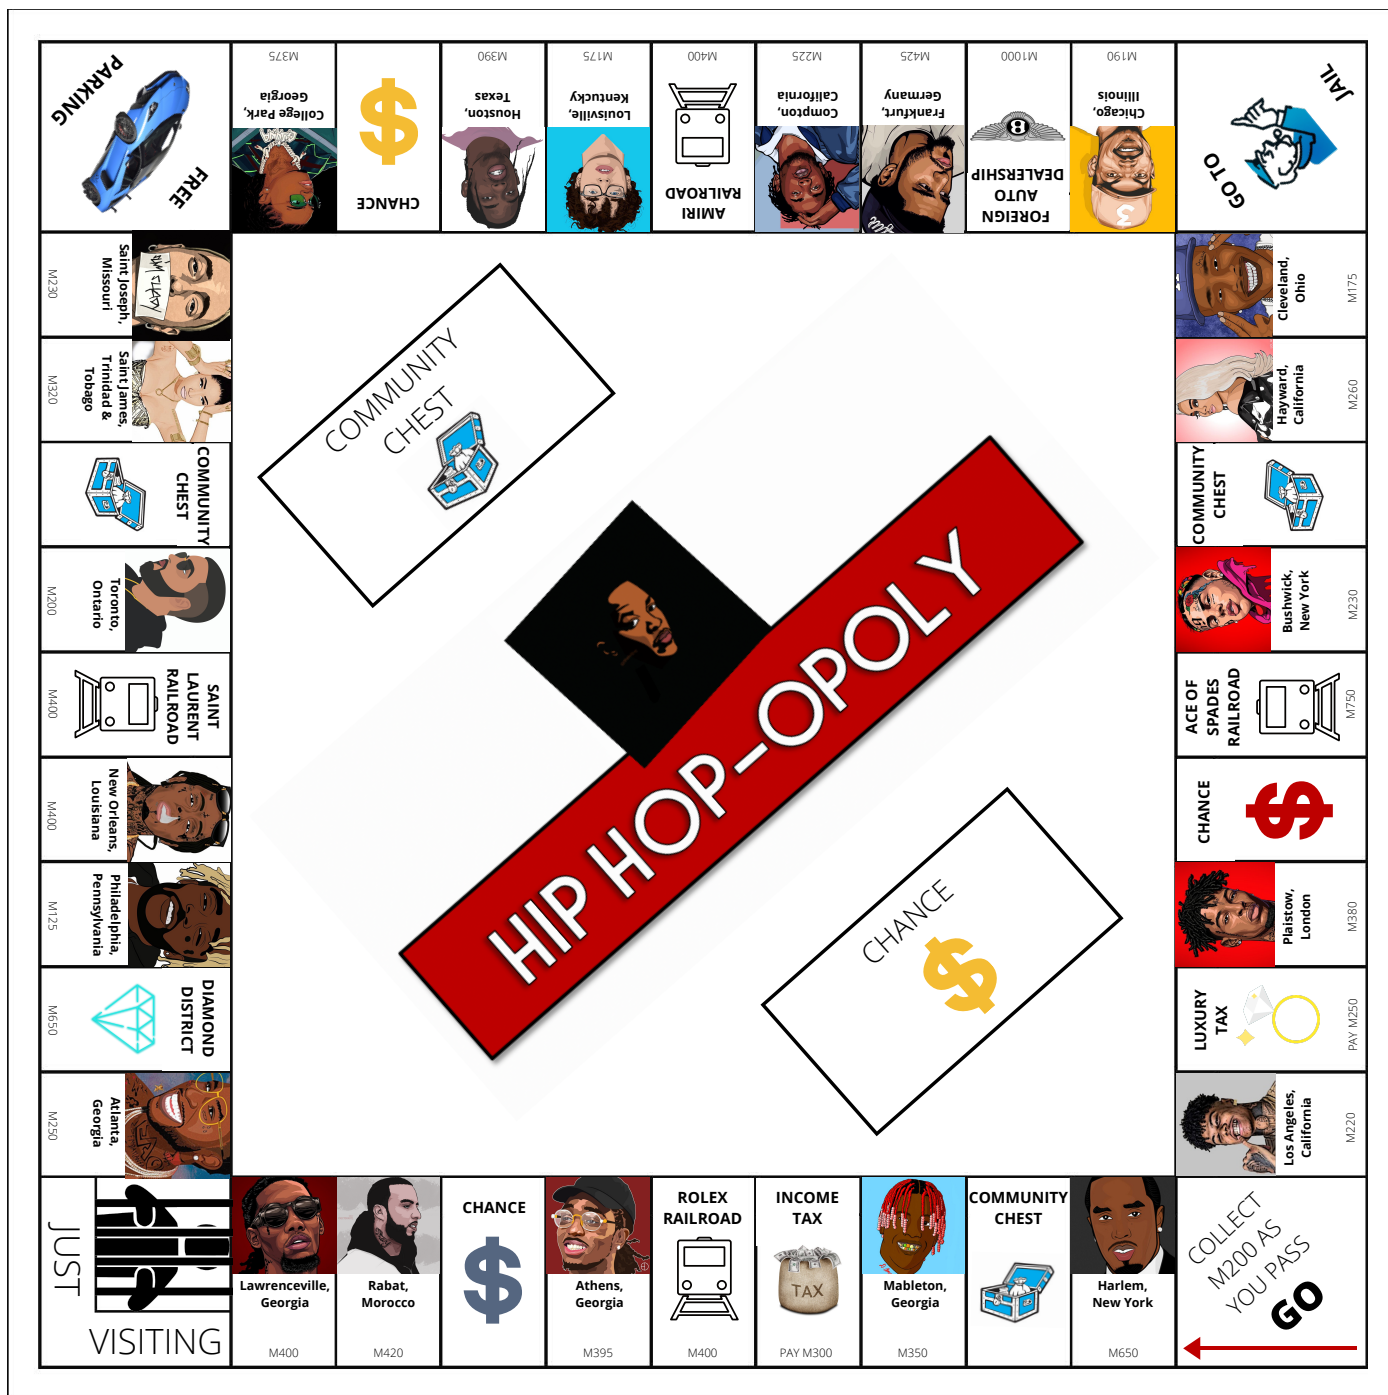 PARKING
FREE
M375
College Park,
Georgia
CHANCE
M390
Houston,
Texas
M175
Louisville,
Kentucky
M400
AMIRI
RAILROAD
M225
Compton,
California
M425
Frankfurt,
Germany
M1000
B
FOREIGN
AUTO
DEALERSHIP
M190
Chicago,
Illinois
3
GO TO
JAIL
Saint Joseph,
Missouri
M230
Saint James,
Trinidad &
Tobago
M320
COMMUNITY
CHEST
Toronto,
Ontario
M200
SAINT
LAURENT
RAILROAD
M400
New Orleans,
Louisiana
M400
Philadelphia,
Pennsylvania
M125
DIAMOND
DISTRICT
M650
Atlanta,
Georgia
M250
COMMUNITY
CHEST
HIP HOP-OPOLY
CHANCE
Cleveland,
Ohio
M175
Hayward,
California
M260
COMMUNITY
CHEST
Bushwick,
New York
M230
ACE OF
SPADES
RAILROAD
M750
CHANCE
Plaistow,
London
M380
LUXURY
TAX
PAY M250
Los Angeles,
California
M220
JUST
VISITING
Lawrenceville,
Georgia
M400
Rabat,
Morocco
M420
CHANCE
Athens,
Georgia
M395
ROLEX
RAILROAD
M400
INCOME
TAX
TAX
PAY M300
Mableton,
Georgia
M350
COMMUNITY
CHEST
Harlem,
New York
M650
COLLECT
M200 AS
YOU PASS
GO